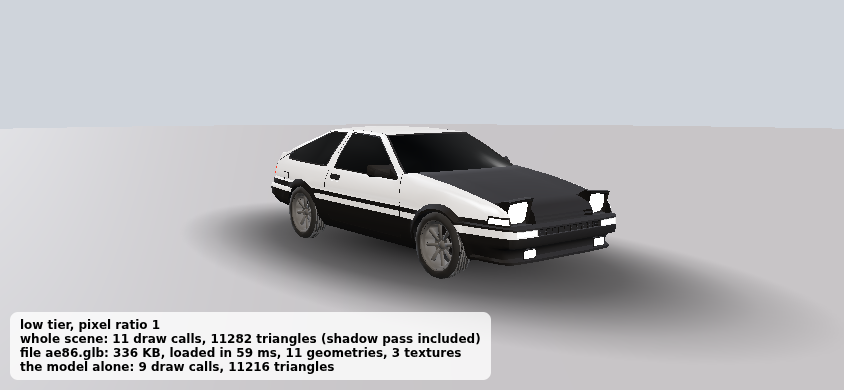 low tier, pixel ratio 1
whole scene: 11 draw calls, 11282 triangles (shadow pass included)
file ae86.glb: 336 KB, loaded in 59 ms, 11 geometries, 3 textures
the model alone: 9 draw calls, 11216 triangles